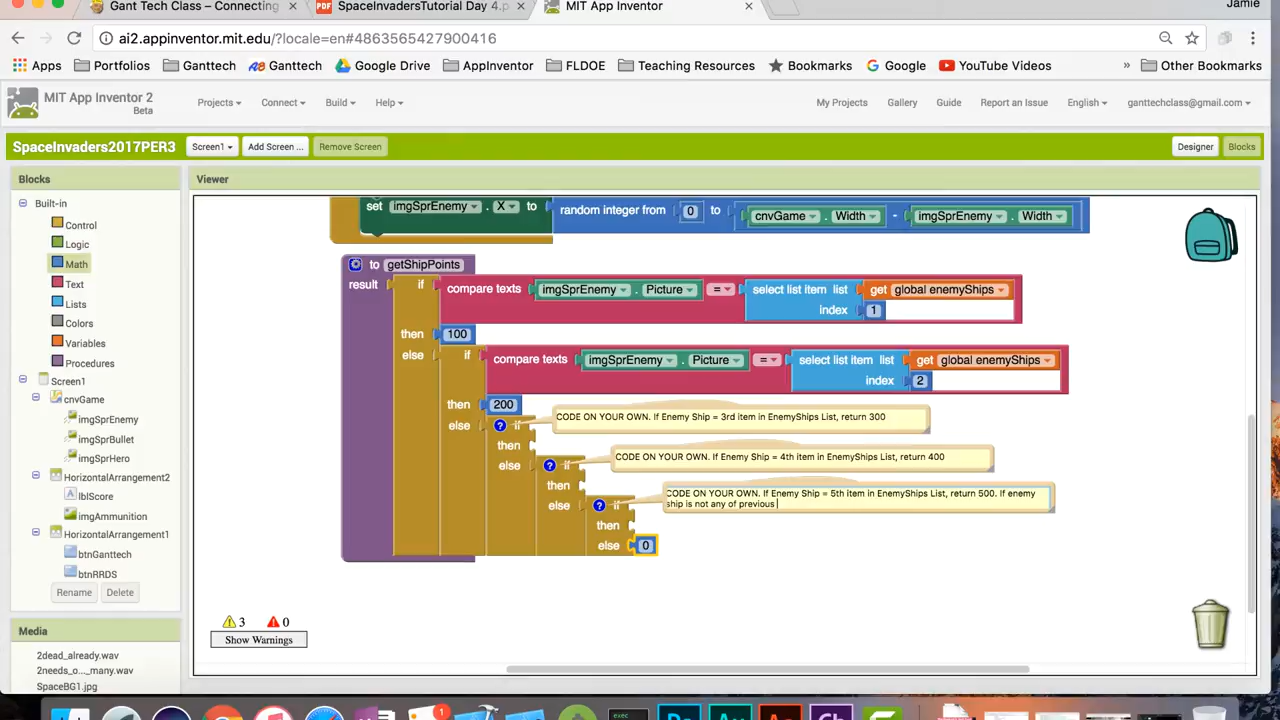 Gant Tech Class – Connecting
SpaceInvadersTutorial Day 4.p
MIT App Inventor
Jamie
ai2.appinventor.mit.edu/?locale=en#4863565427900416
Apps Portfolios Ganttech Ganttech Google Drive AppInventor FLDOE Teaching Resources Bookmarks Google YouTube Videos » Other Bookmarks
MIT App Inventor 2
Beta
Projects Connect Build Help My Projects Gallery Guide Report an Issue English ganttechclass@gmail.com
SpaceInvaders2017PER3 Screen1 Add Screen ... Remove Screen Designer Blocks
Blocks
Viewer
Built-in
Control
Logic
Math
Text
Lists
Colors
Variables
Procedures
Screen1
cnvGame
imgSprEnemy
imgSprBullet
imgSprHero
HorizontalArrangement2
lblScore
imgAmmunition
HorizontalArrangement1
btnGanttech
btnRRDS
Rename Delete
Media
2dead_already.wav
2needs_o..._many.wav
SpaceBG1.jpg
set imgSprEnemy . X to random integer from 0 to cnvGame . Width - imgSprEnemy . Width
to getShipPoints
result if compare texts imgSprEnemy . Picture = select list item list get global enemyShips
index 1
then 100
else if compare texts imgSprEnemy . Picture = select list item list get global enemyShips
index 2
then 200
else ? if CODE ON YOUR OWN. If Enemy Ship = 3rd item in EnemyShips List, return 300
then
else ? if CODE ON YOUR OWN. If Enemy Ship = 4th item in EnemyShips List, return 400
then
else ? if CODE ON YOUR OWN. If Enemy Ship = 5th item in EnemyShips List, return 500. If enemy
ship is not any of previous
then
else 0
3 0
Show Warnings
exec
1
Ps Au Ae Ch